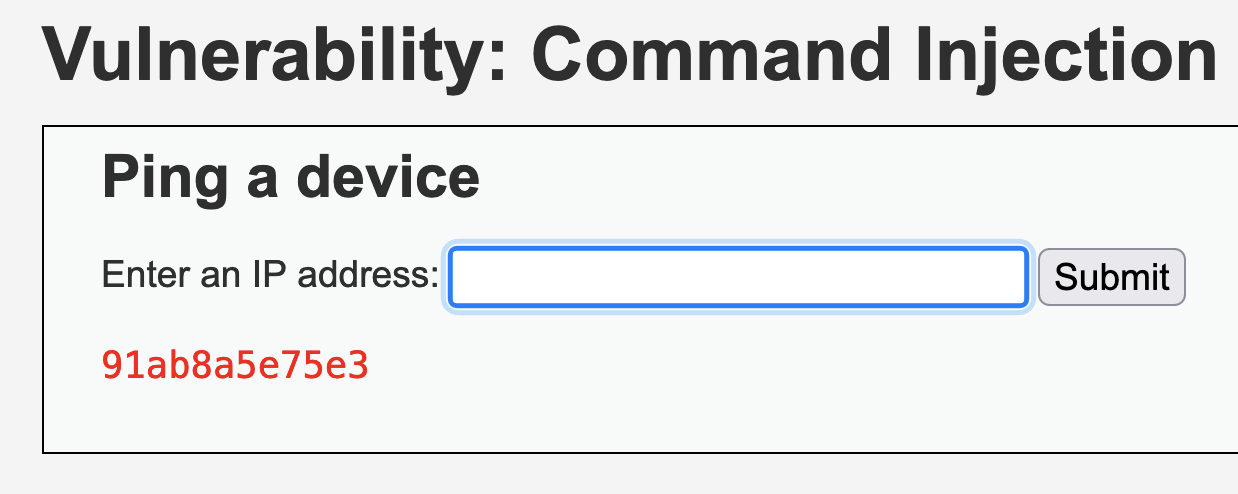 Vulnerability: Command Injection
Ping a device
Enter an IP address: Submit
91ab8a5e75e3